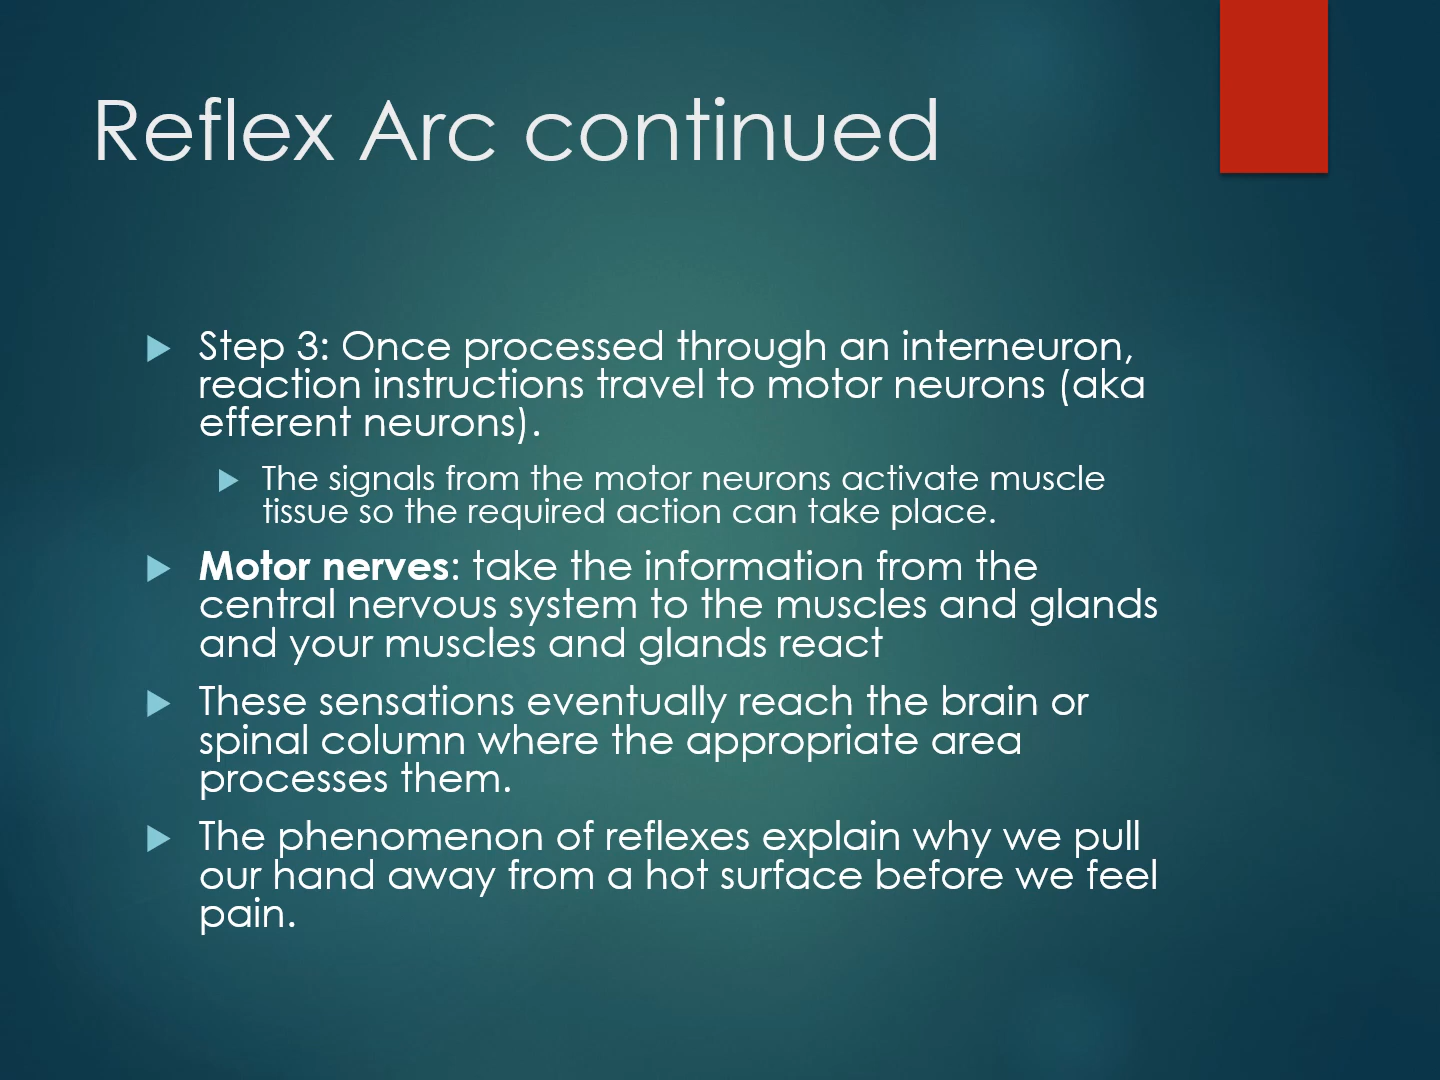 Reflex Arc continued
Step 3: Once processed through an interneuron,
reaction instructions travel to motor neurons (aka
efferent neurons).
The signals from the motor neurons activate muscle
tissue so the required action can take place.
Motor nerves: take the information from the
central nervous system to the muscles and glands
and your muscles and glands react
These sensations eventually reach the brain or
spinal column where the appropriate area
processes them.
The phenomenon of reflexes explain why we pull
our hand away from a hot surface before we feel
pain.